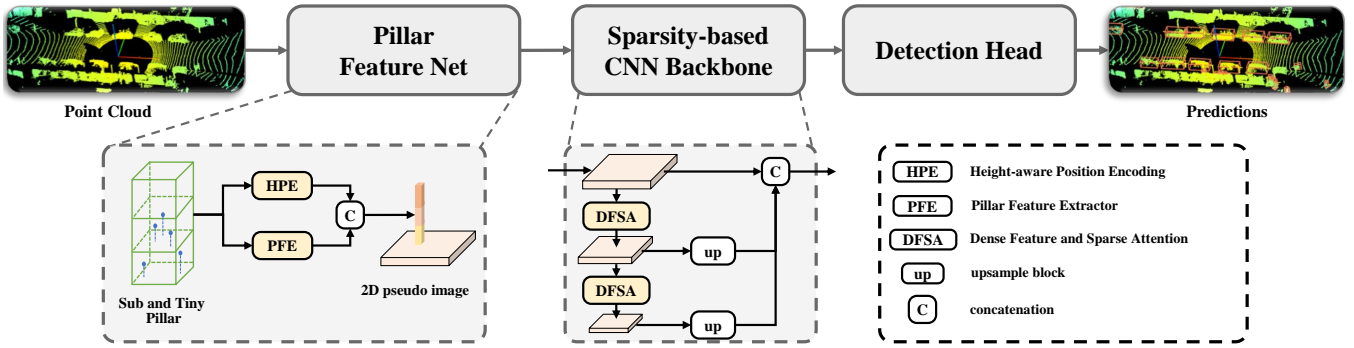 Pillar
Feature Net
Sparsity-based
CNN Backbone
Detection Head
Point Cloud
Predictions
HPE
PFE
C
Sub and Tiny
Pillar
2D pseudo image
C
DFSA
up
DFSA
up
HPE Height-aware Position Encoding
PFE Pillar Feature Extractor
DFSA Dense Feature and Sparse Attention
up upsample block
C concatenation